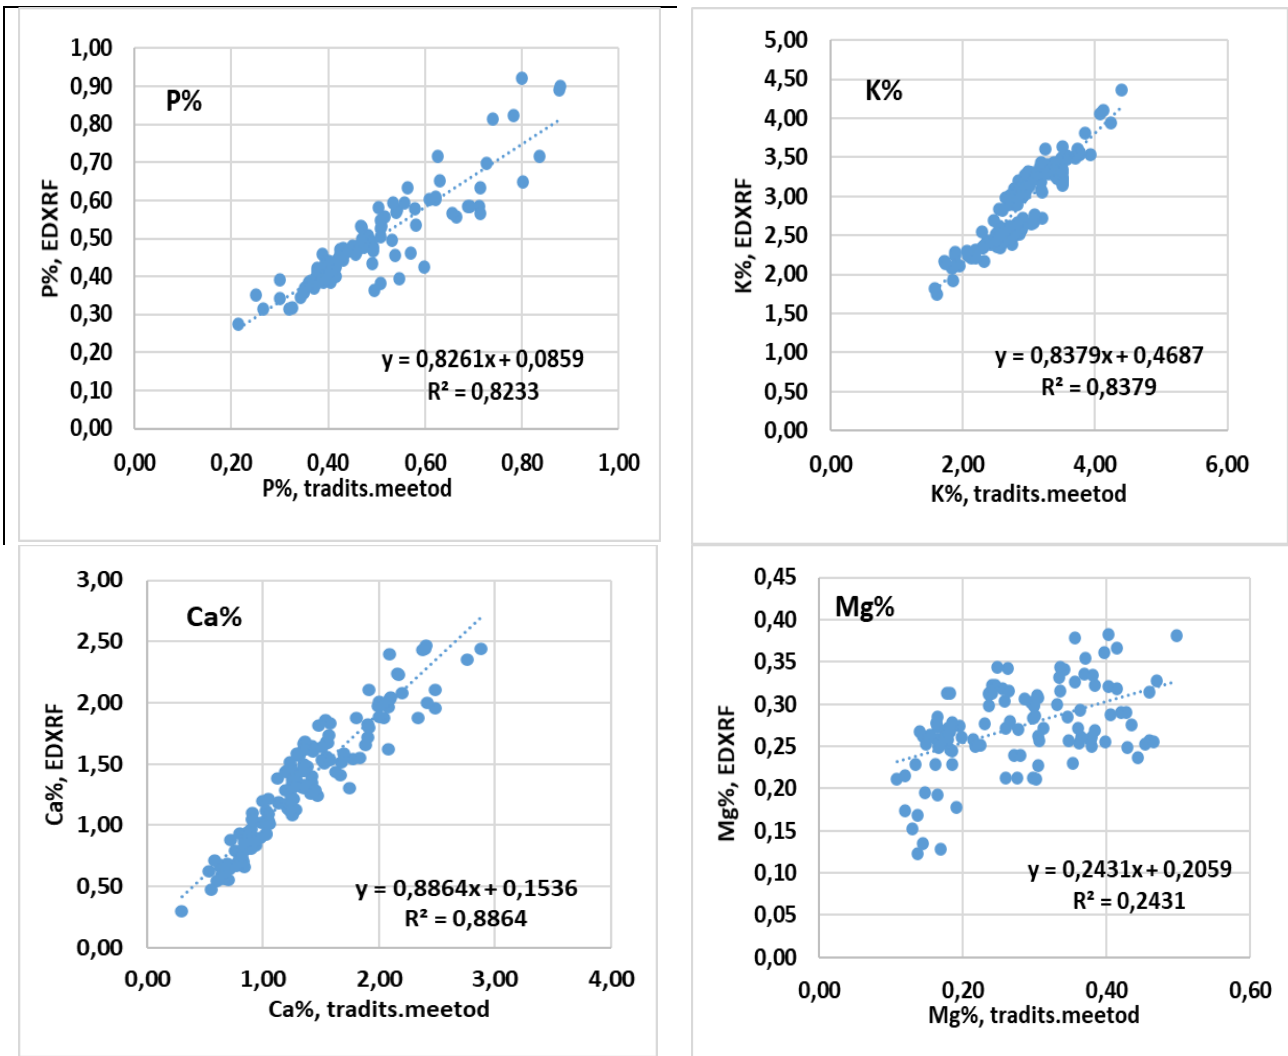 P%
1,00
0,90
0,80
0,70
0,60
0,50
0,40
0,30
0,20
0,10
0,00
P%, EDXRF
y = 0,8261x + 0,0859
R² = 0,8233
0,00 0,20 0,40 0,60 0,80 1,00
P%, tradits.meetod
K%
5,00
4,50
4,00
3,50
3,00
2,50
2,00
1,50
1,00
0,50
0,00
K%, EDXRF
y = 0,8379x + 0,4687
R² = 0,8379
0,00 2,00 4,00 6,00
K%, tradits.meetod
Ca%
3,00
2,50
2,00
1,50
1,00
0,50
0,00
Ca%, EDXRF
y = 0,8864x + 0,1536
R² = 0,8864
0,00 1,00 2,00 3,00 4,00
Ca%, tradits.meetod
Mg%
0,45
0,40
0,35
0,30
0,25
0,20
0,15
0,10
0,05
0,00
Mg%, EDXRF
y = 0,2431x + 0,2059
R² = 0,2431
0,00 0,20 0,40 0,60
Mg%, tradits.meetod